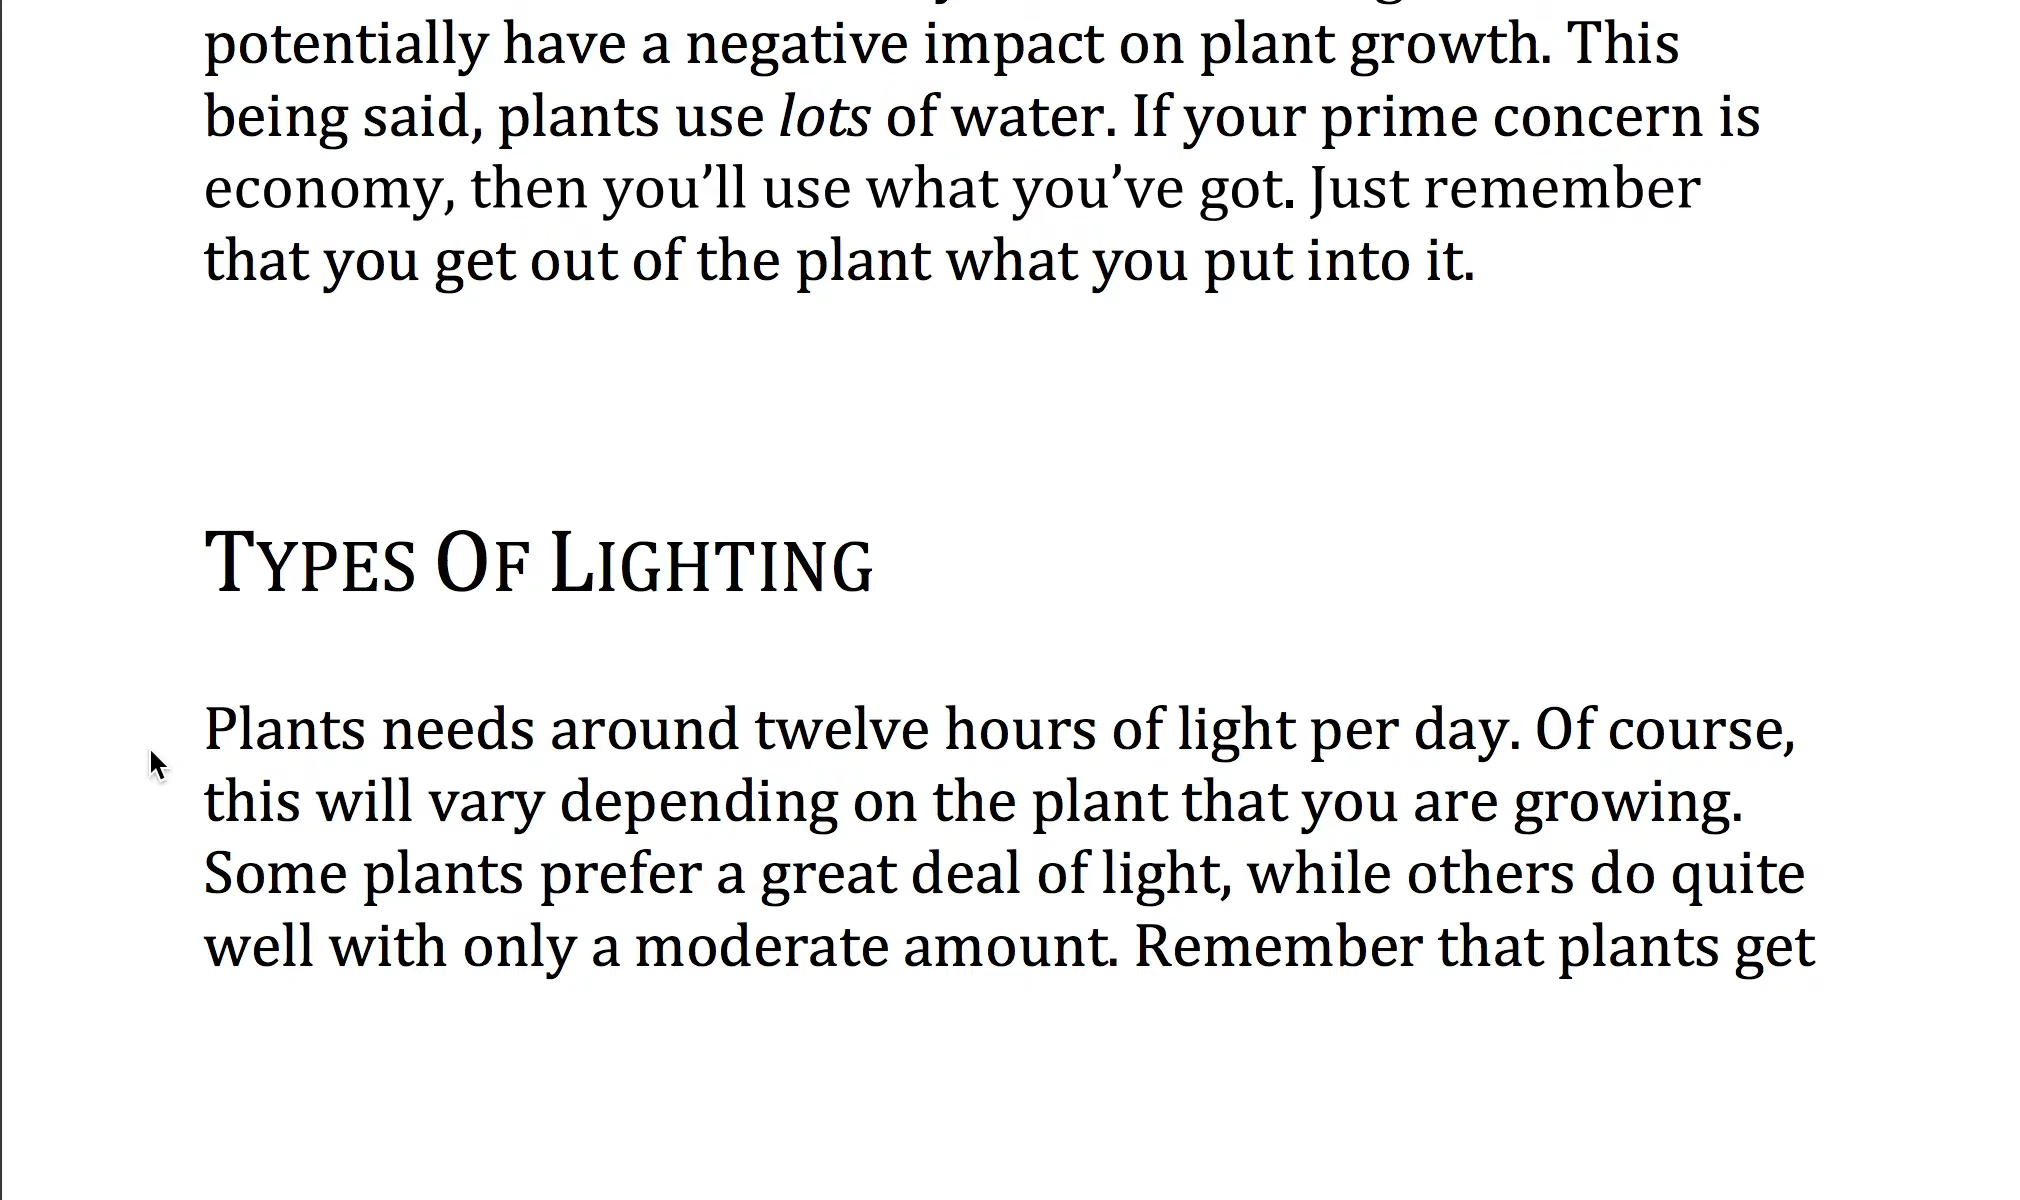 potentially have a negative impact on plant growth. This
being said, plants use lots of water. If your prime concern is
economy, then you’ll use what you’ve got. Just remember
that you get out of the plant what you put into it.
TYPES OF LIGHTING
Plants needs around twelve hours of light per day. Of course,
this will vary depending on the plant that you are growing.
Some plants prefer a great deal of light, while others do quite
well with only a moderate amount. Remember that plants get